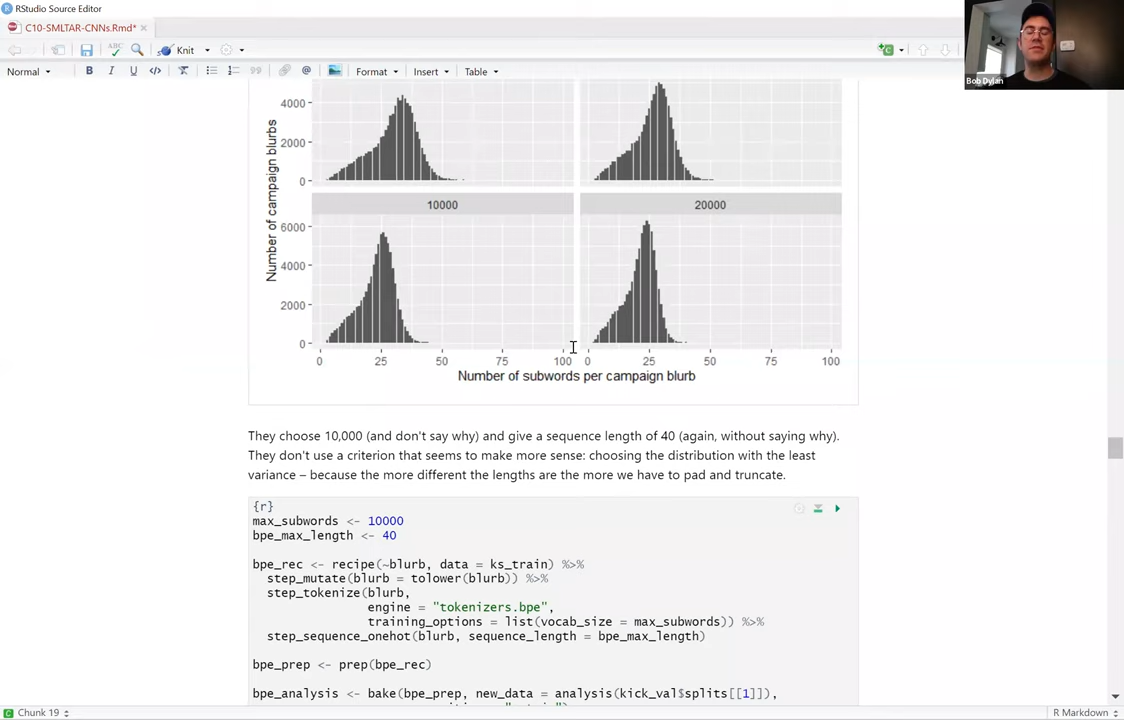 RStudio Source Editor
C10-SMLTAR-CNNs.Rmd*
ABC
Knit
Normal
B I U
Format
Insert
Table
Bob Dylan
4000
2000
0
10000
20000
6000
4000
2000
0
0 25 50 75 100 0 25 50 75 100
Number of campaign blurbs
Number of subwords per campaign blurb
They choose 10,000 (and don't say why) and give a sequence length of 40 (again, without saying why).
They don't use a criterion that seems to make more sense: choosing the distribution with the least
variance – because the more different the lengths are the more we have to pad and truncate.
{r}
max_subwords <- 10000
bpe_max_length <- 40
bpe_rec <- recipe(~blurb, data = ks_train) %>%
step_mutate(blurb = tolower(blurb)) %>%
step_tokenize(blurb,
engine = "tokenizers.bpe",
training_options = list(vocab_size = max_subwords)) %>%
step_sequence_onehot(blurb, sequence_length = bpe_max_length)
bpe_prep <- prep(bpe_rec)
bpe_analysis <- bake(bpe_prep, new_data = analysis(kick_val$splits[[1]]),
Chunk 19
R Markdown